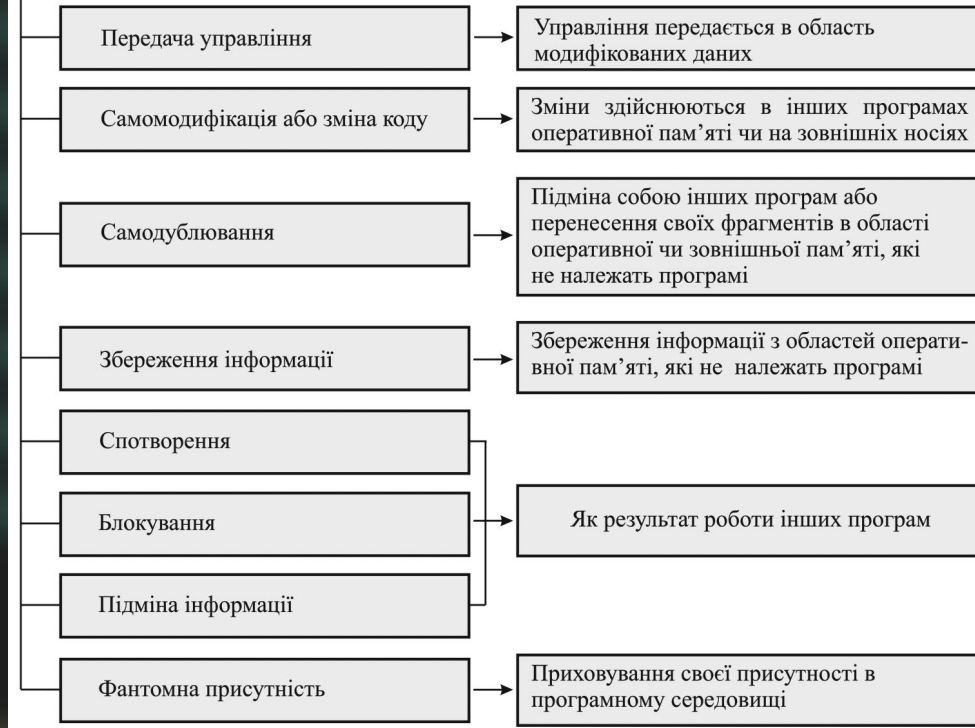 Передача управління
Управління передається в область
модифікованих даних
Самомодифікація або зміна коду
Зміни здійснюються в інших програмах
оперативної пам’яті чи на зовнішніх носіях
Самодублювання
Підміна собою інших програм або
перенесення своїх фрагментів в області
оперативної чи зовнішньої пам’яті, які
не належать програмі
Збереження інформації
Збереження інформації з областей операти-
вної пам’яті, які не належать програмі
Спотворення
Блокування
Підміна інформації
Як результат роботи інших програм
Фантомна присутність
Приховування своєї присутності в
програмному середовищі